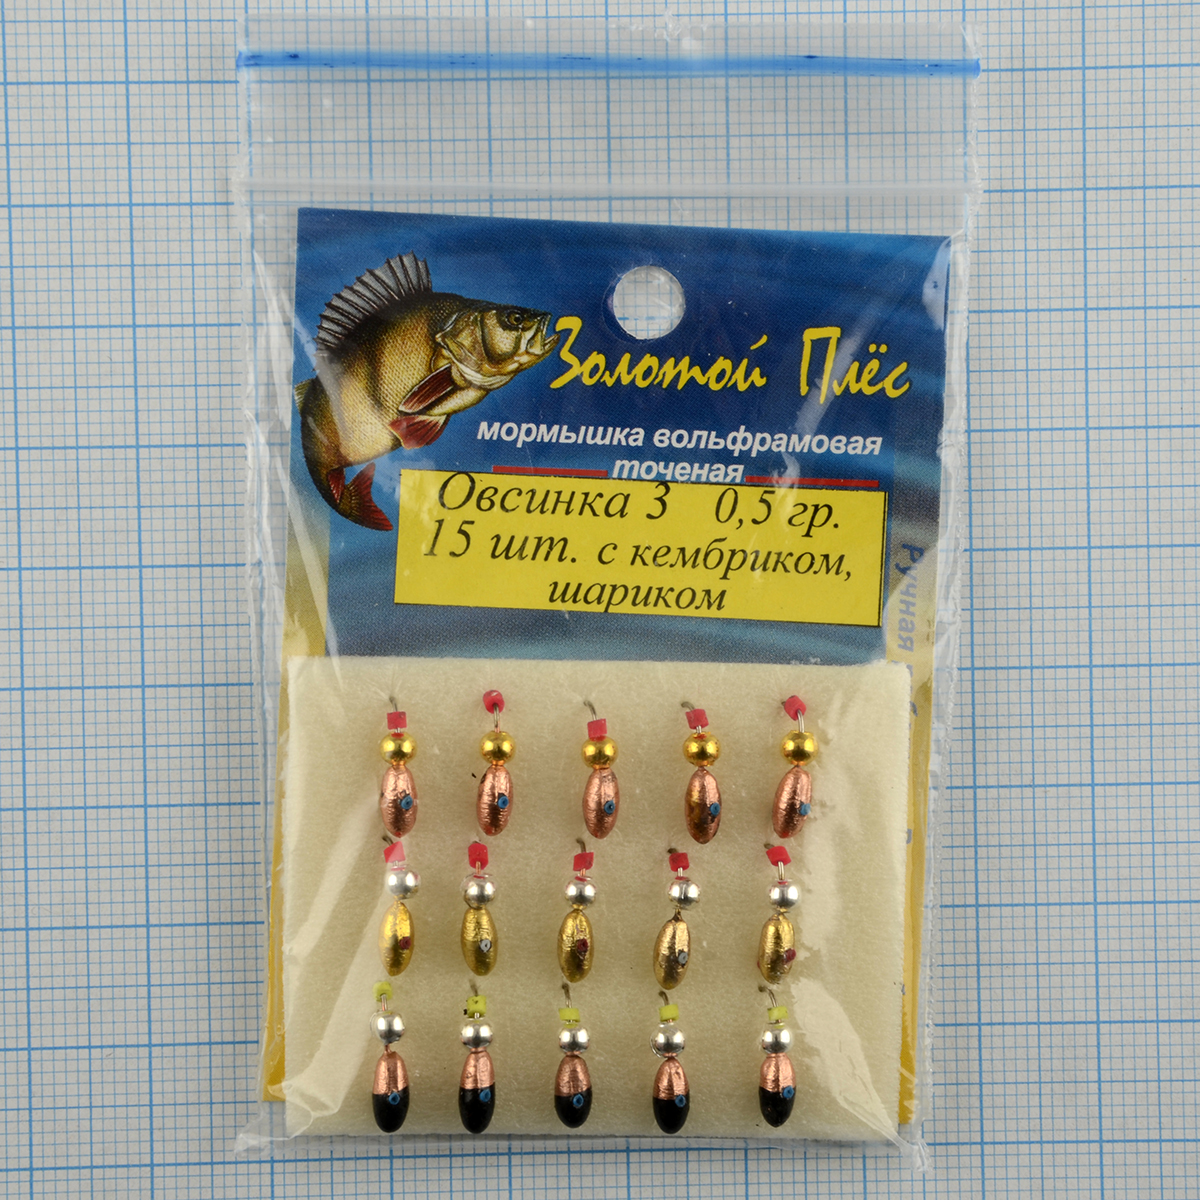 Золотой Плёс
мормышка вольфрамовая
точеная
Овсинка 3 0,5 гр.
15 шт. с кембриком,
шариком
Ручная